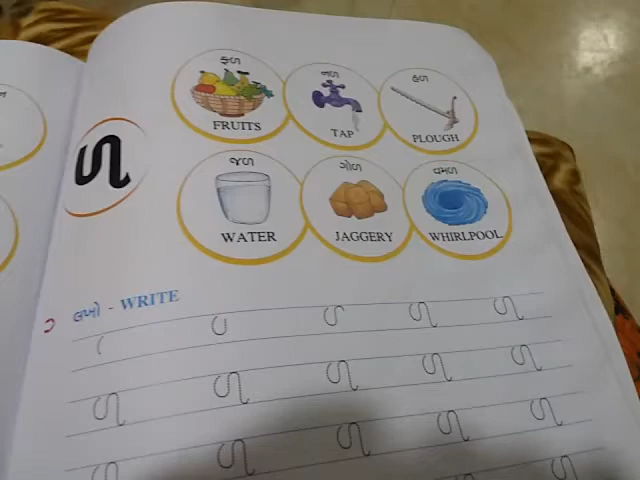 ફળ
નળ
હળ
FRUITS
TAP
PLOUGH
ળ
જળ
ગોળ
વમળ
WATER
JAGGERY
WHIRLPOOL
લખો - WRITE
ળ ળ
ળ ળ ળ ળ ળ
ળ ળ ળ ળ